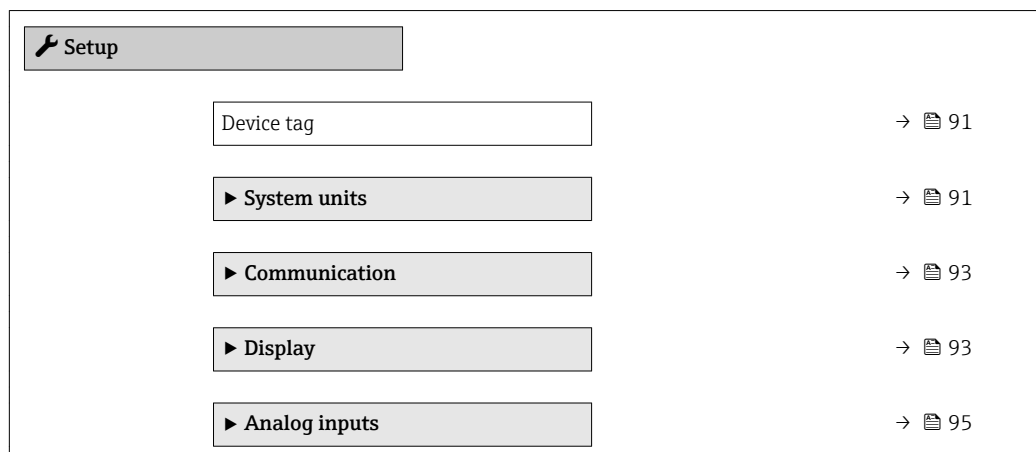 Setup
Device tag → 91
▶ System units → 91
▶ Communication → 93
▶ Display → 93
▶ Analog inputs → 95